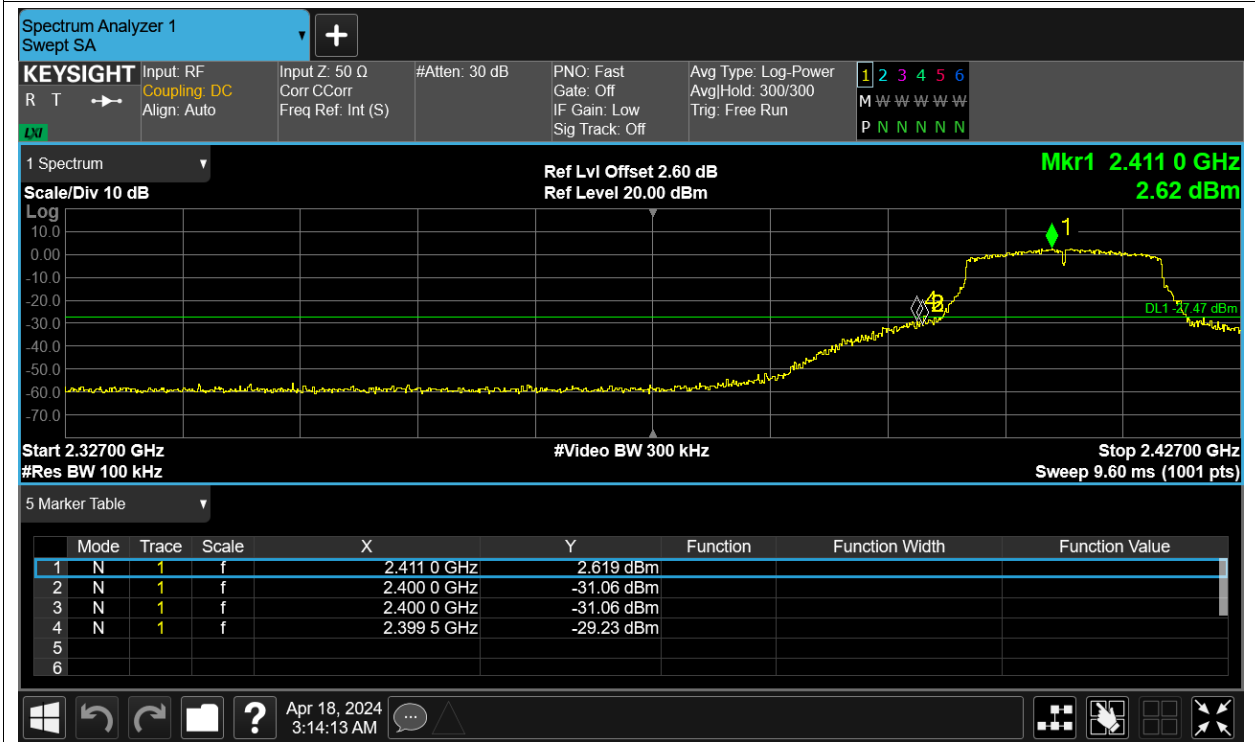 Spectrum Analyzer 1
Swept SA
KEYSIGHT
R T
LXI
Input: RF
Coupling: DC
Align: Auto
Input Z: 50 Ω
Corr CCorr
Freq Ref: Int (S)
#Atten: 30 dB
PNO: Fast
Gate: Off
IF Gain: Low
Sig Track: Off
Avg Type: Log-Power
Avg|Hold: 300/300
Trig: Free Run
1 2 3 4 5 6
M W W W W W
P N N N N N
1 Spectrum
Scale/Div 10 dB
Ref Lvl Offset 2.60 dB
Ref Level 20.00 dBm
Mkr1 2.411 0 GHz
2.62 dBm
Log
10.0
0.00
-10.0
-20.0
-30.0
-40.0
-50.0
-60.0
-70.0
1
4
DL1 -27.47 dBm
Start 2.32700 GHz
#Res BW 100 kHz
#Video BW 300 kHz
Stop 2.42700 GHz
Sweep 9.60 ms (1001 pts)
5 Marker Table
Mode Trace Scale X Y Function Function Width Function Value
1 N 1 f 2.411 0 GHz 2.619 dBm
2 N 1 f 2.400 0 GHz -31.06 dBm
3 N 1 f 2.400 0 GHz -31.06 dBm
4 N 1 f 2.399 5 GHz -29.23 dBm
5
6
?
Apr 18, 2024
3:14:13 AM